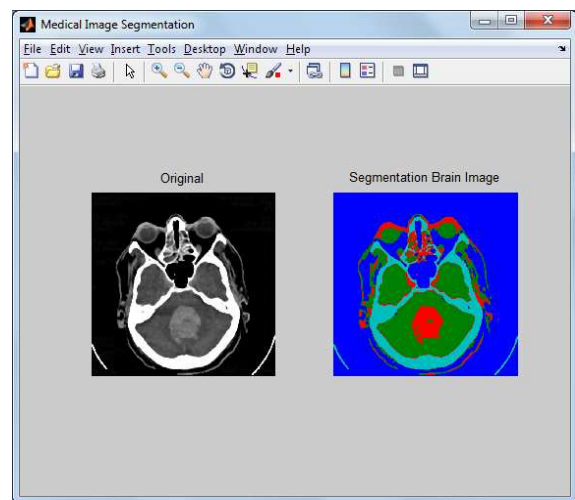 Medical Image Segmentation
File Edit View Insert Tools Desktop Window Help
Original
Segmentation Brain Image